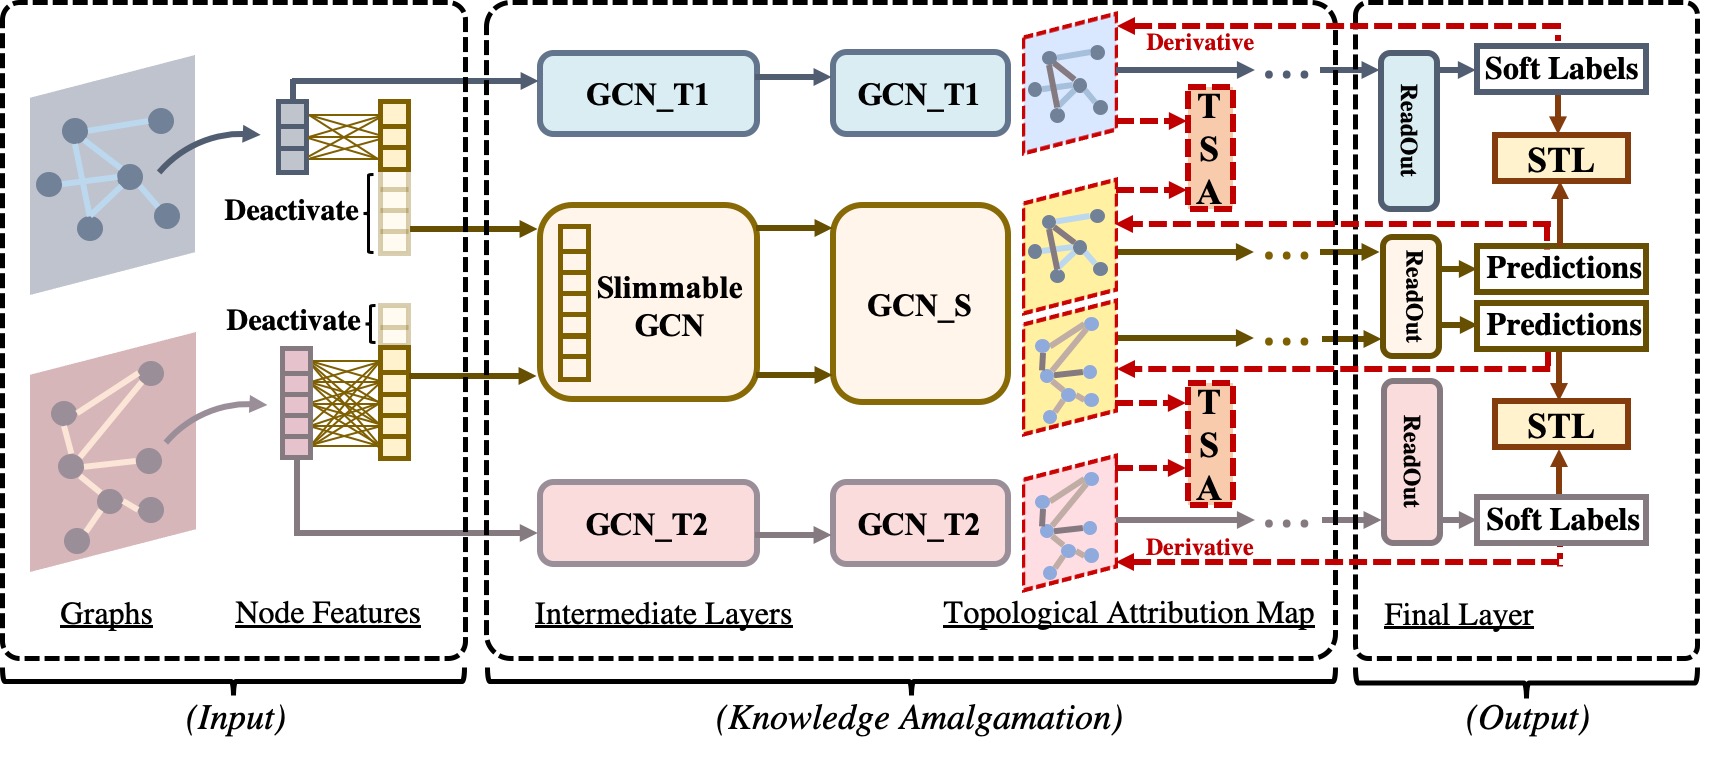 Derivative
GCN_T1
GCN_T1
T
S
A
ReadOut
Soft Labels
STL
Deactivate
Slimmable
GCN
GCN_S
ReadOut
Predictions
Predictions
Deactivate
T
S
A
ReadOut
STL
GCN_T2
GCN_T2
Soft Labels
Derivative
Graphs
Node Features
Intermediate Layers
Topological Attribution Map
Final Layer
(Input)
(Knowledge Amalgamation)
(Output)